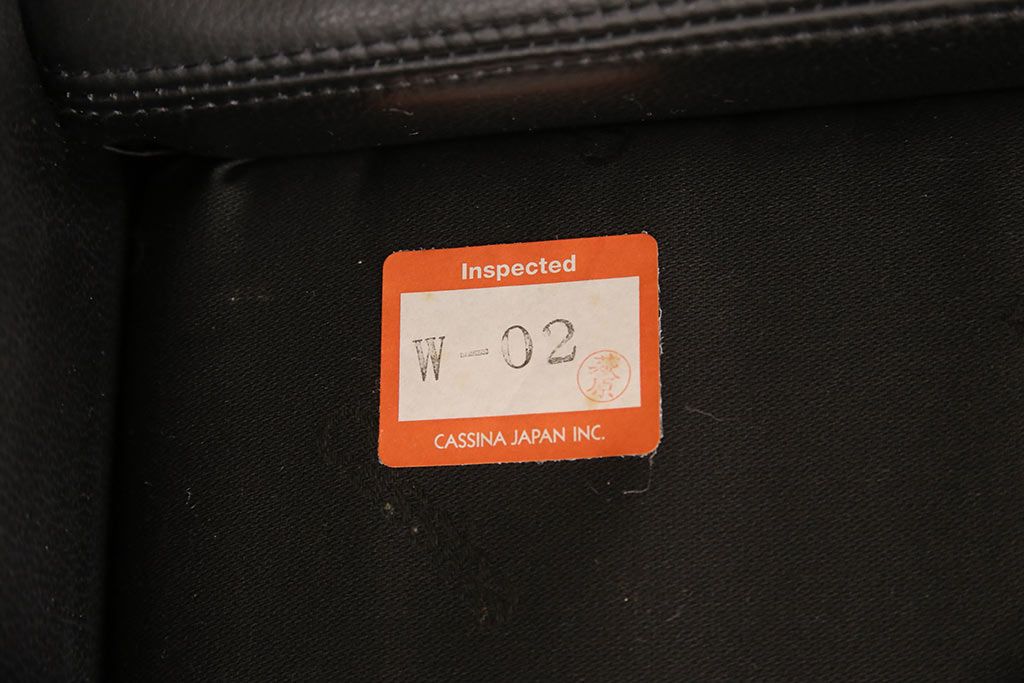 Inspected
W-02
CASSINA JAPAN INC.